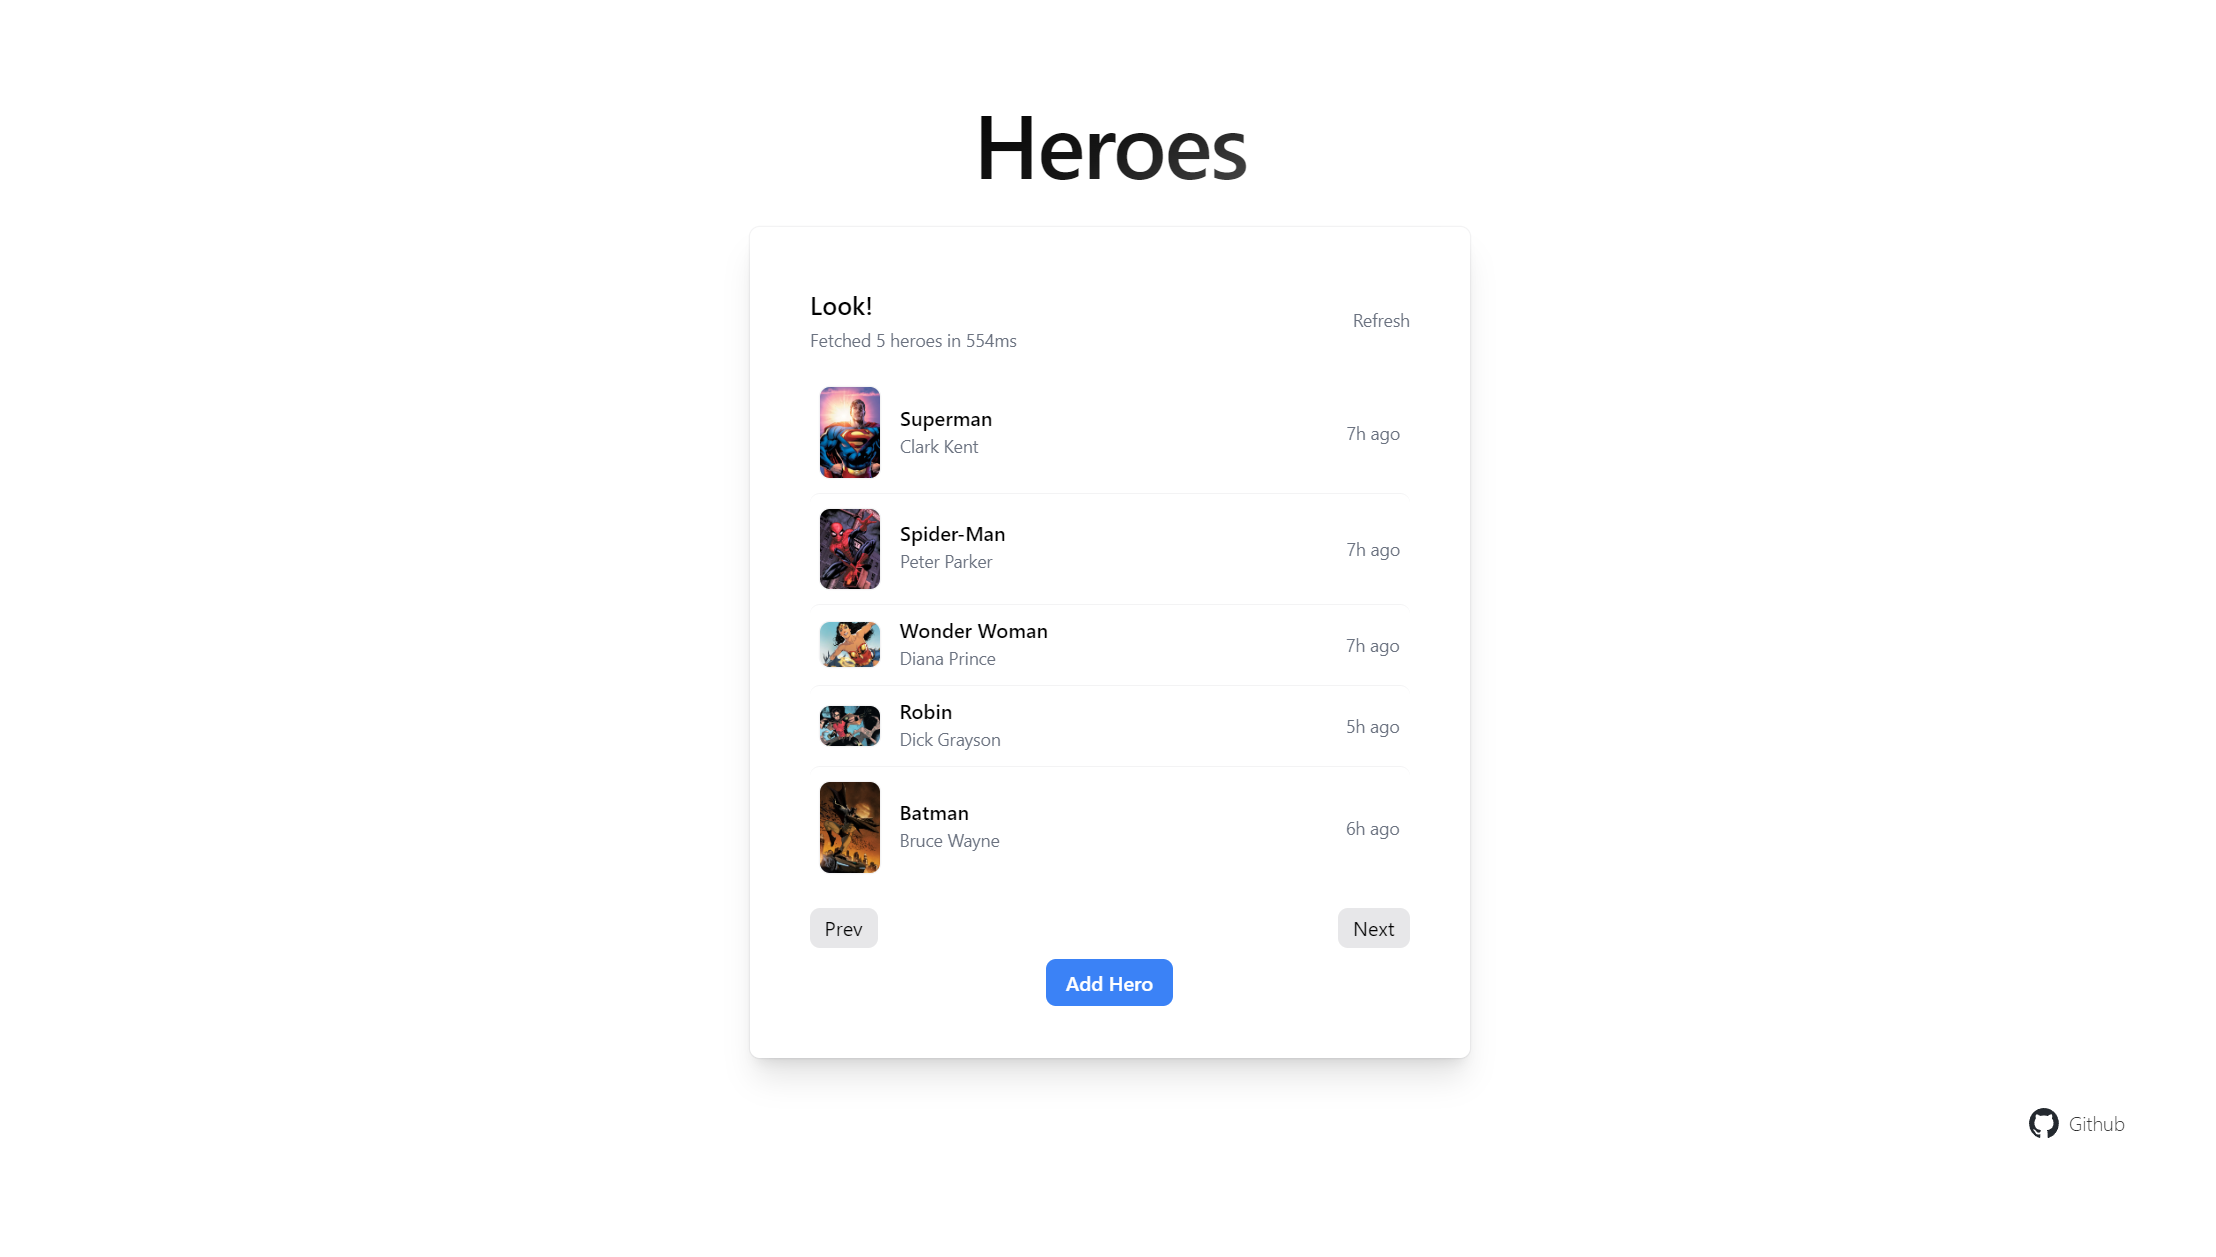 Heroes
Look!
Refresh
Fetched 5 heroes in 554ms
Superman
Clark Kent
7h ago
Spider-Man
Peter Parker
7h ago
Wonder Woman
Diana Prince
7h ago
Robin
Dick Grayson
5h ago
Batman
Bruce Wayne
6h ago
Prev
Next
Add Hero
Github